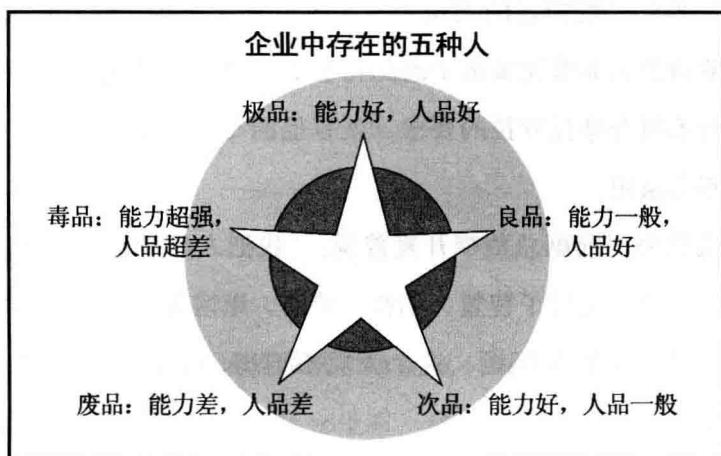 企业中存在的五种人
极品：能力好，人品好
毒品：能力超强，
人品超差
良品：能力一般，
人品好
废品：能力差，人品差
次品：能力好，人品一般